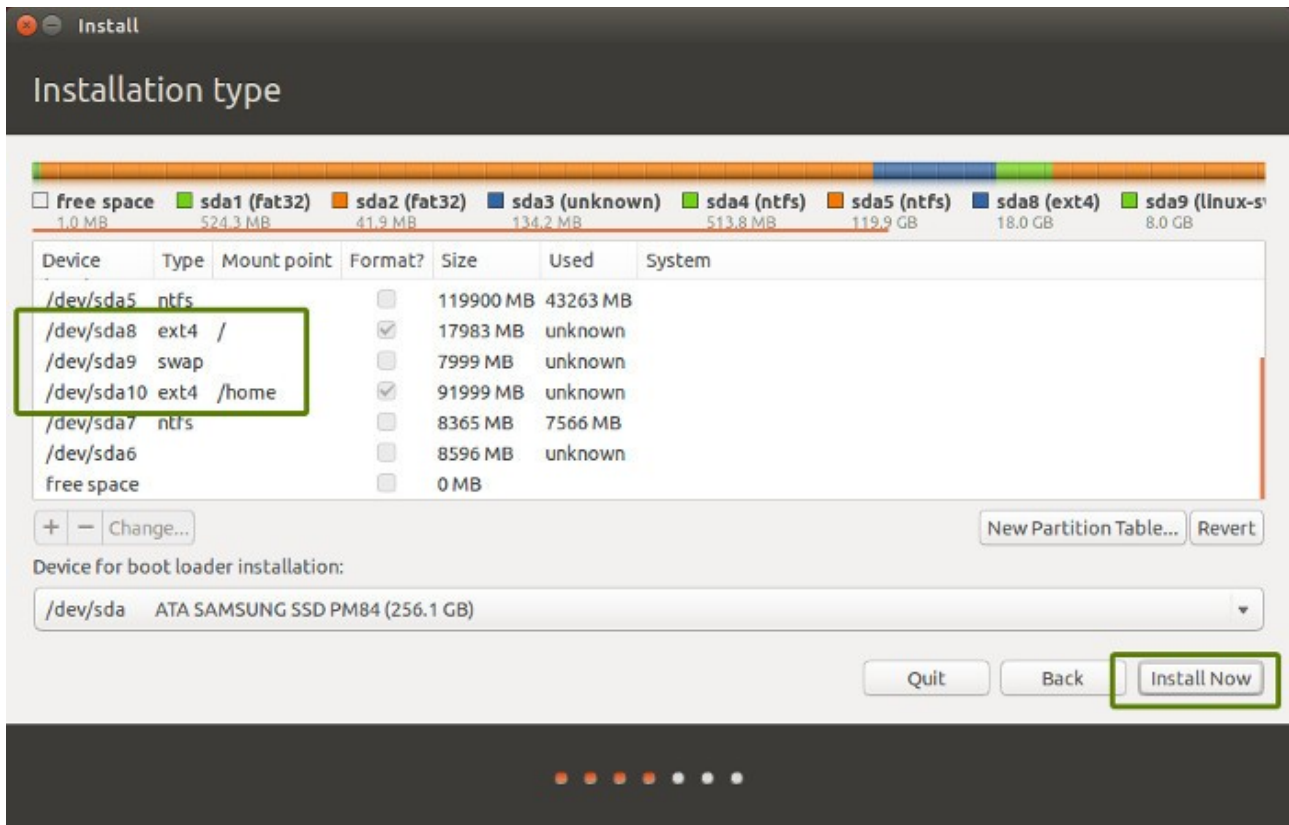 Install
Installation type
free space sda1 (fat32) sda2 (fat32) sda3 (unknown) sda4 (ntfs) sda5 (ntfs) sda8 (ext4) sda9 (linux-s
1.0 MB 524.3 MB 41.9 MB 134.2 MB 513.8 MB 119.9 GB 18.0 GB 8.0 GB
Device Type Mount point Format? Size Used System
/dev/sda5 ntfs 119900 MB 43263 MB
/dev/sda8 ext4 / 17983 MB unknown
/dev/sda9 swap 7999 MB unknown
/dev/sda10 ext4 /home 91999 MB unknown
/dev/sda7 ntfs 8365 MB 7566 MB
/dev/sda6 8596 MB unknown
free space 0 MB
+ − Change... New Partition Table... Revert
Device for boot loader installation:
/dev/sda ATA SAMSUNG SSD PM84 (256.1 GB)
Quit Back Install Now